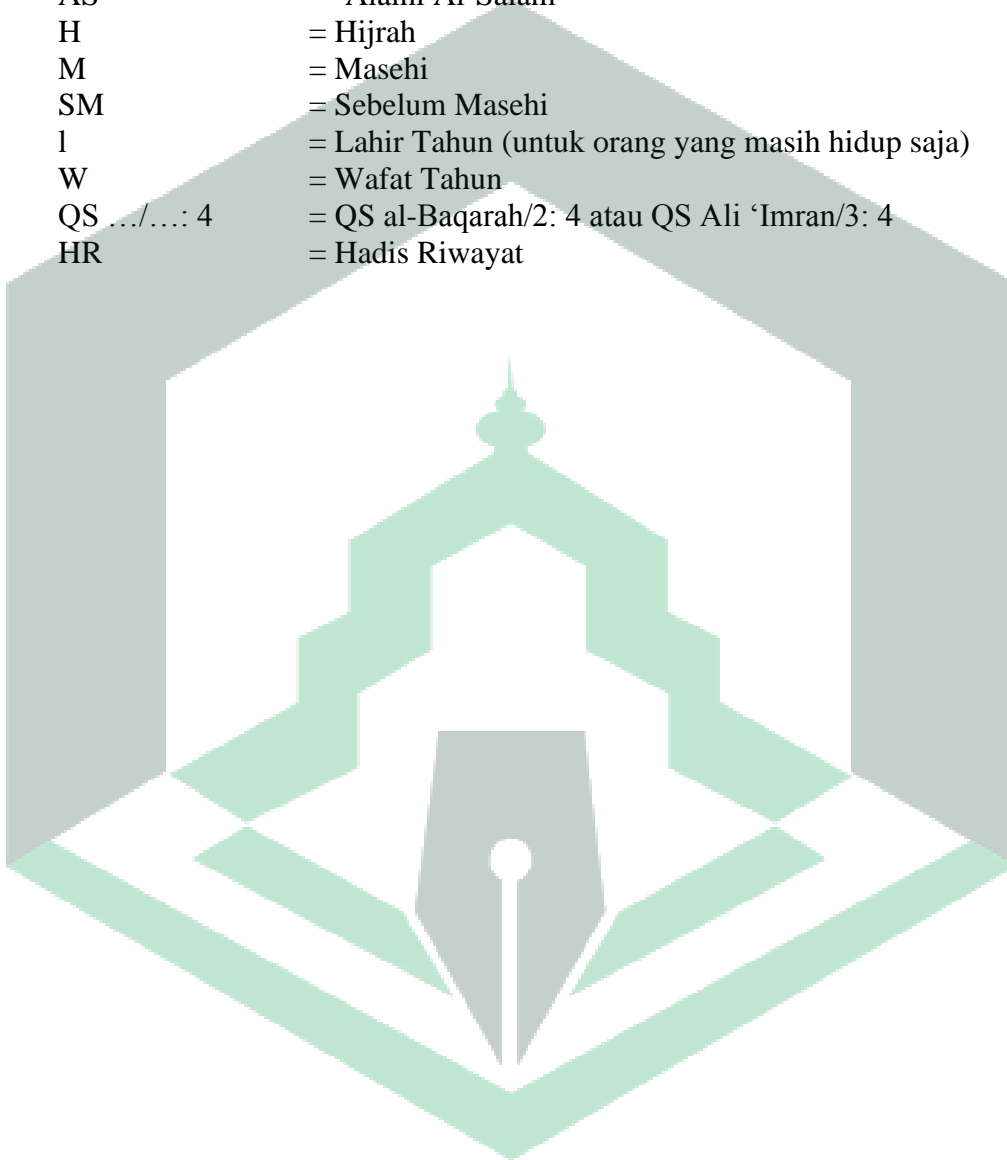 H = Hijrah
M = Masehi
SM = Sebelum Masehi
l = Lahir Tahun (untuk orang yang masih hidup saja)
W = Wafat Tahun
QS …/…: 4 = QS al-Baqarah/2: 4 atau QS Ali ‘Imran/3: 4
HR = Hadis Riwayat